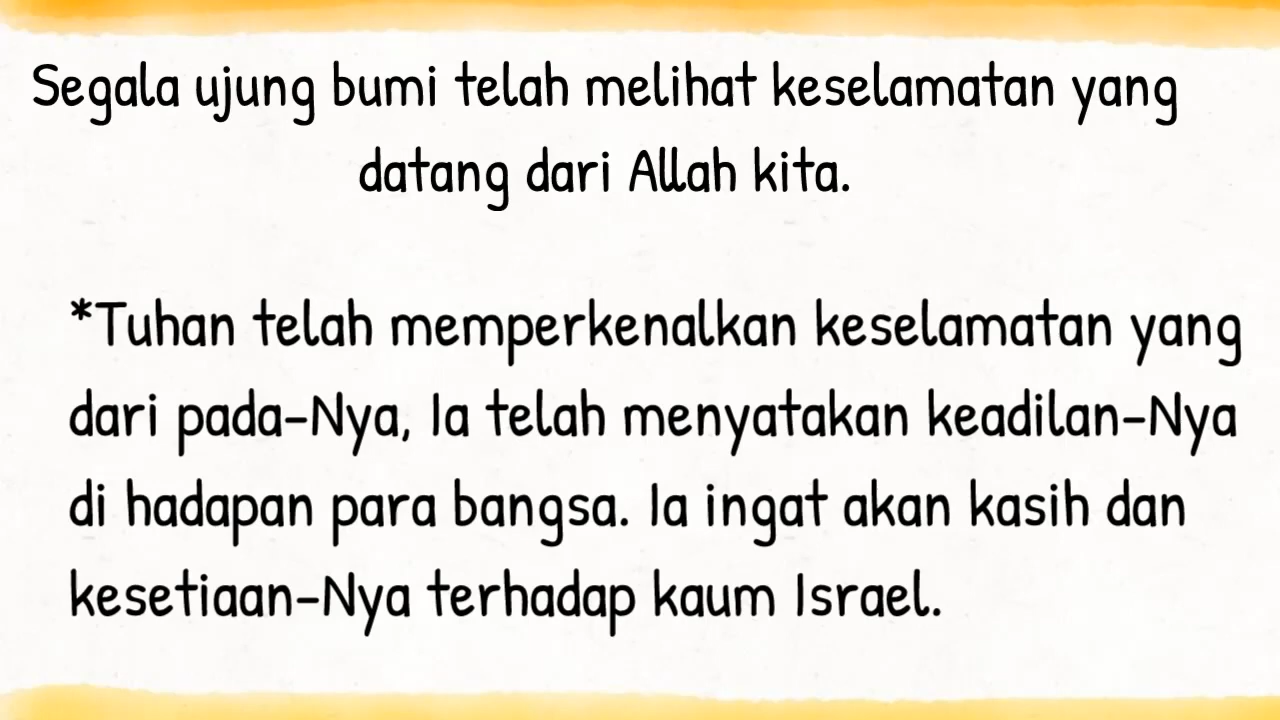 Segala ujung bumi telah melihat keselamatan yang
datang dari Allah kita.
*Tuhan telah memperkenalkan keselamatan yang
dari pada-Nya, Ia telah menyatakan keadilan-Nya
di hadapan para bangsa. Ia ingat akan kasih dan
kesetiaan-Nya terhadap kaum Israel.